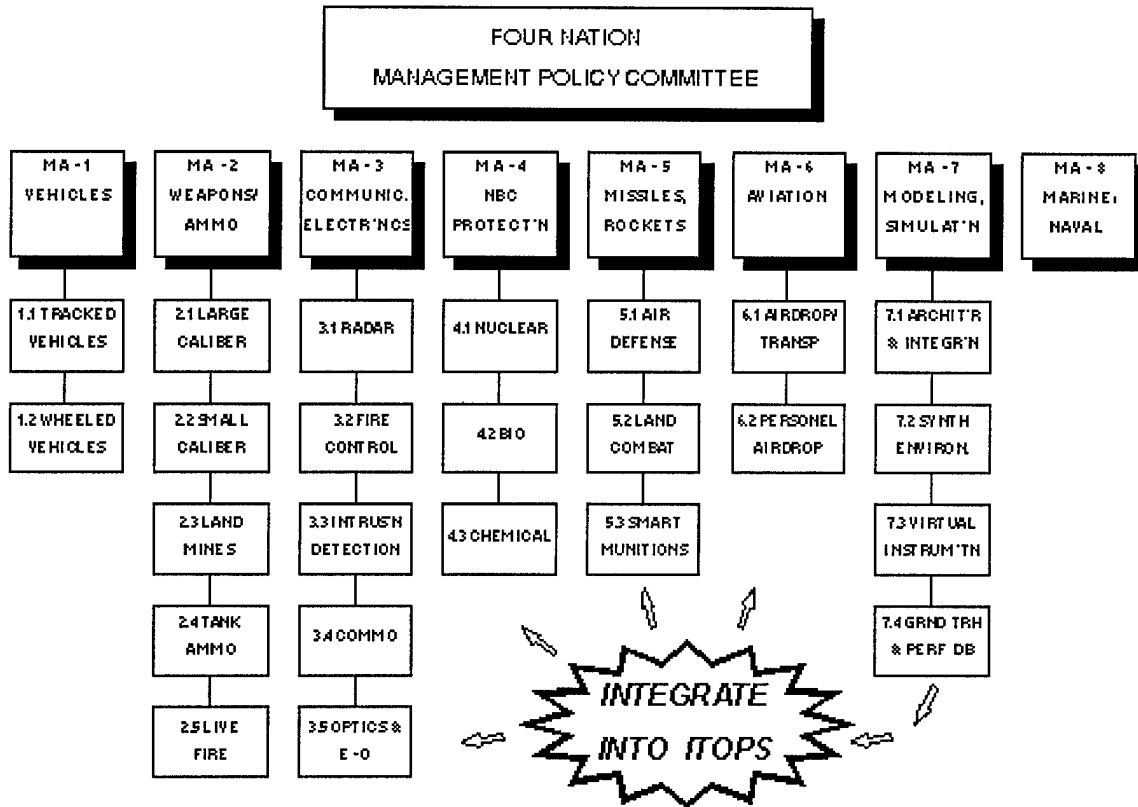 FOUR NATION
MANAGEMENT POLICY COMMITTEE
MA - 1
VEHICLES
MA - 2
WEAPONS/
AMMO
MA - 3
COMMUNIC.
ELECTR'NCS
MA - 4
NBC
PROTECT'N
MA - 5
MISSILES,
ROCKETS
MA - 6
AVIATION
MA - 7
MODELING,
SIMULAT'N
MA - 8
MARINE,
NAVAL
1.1 TRACKED
VEHICLES
1.2 WHEELED
VEHICLES
2.1 LARGE
CALIBER
2.2 SMALL
CALIBER
2.3 LAND
MINES
2.4 TANK
AMMO
2.5 LIVE
FIRE
3.1 RADAR
3.2 FIRE
CONTROL
3.3 INTRUS'N
DETECTION
3.4 COMMO
3.5 OPTICS &
E-O
4.1 NUCLEAR
4.2 BIO
4.3 CHEMICAL
5.1 AIR
DEFENSE
5.2 LAND
COMBAT
5.3 SMART
MUNITIONS
6.1 AIRDROP/
TRANSP
6.2 PERSONEL
AIRDROP
7.1 ARCHIT'R
& INTEGR'N
7.2 SYNTH
ENVIRON.
7.3 VIRTUAL
INSTRUM'TN
7.4 GRND TRH
& PERF DB
INTEGRATE
INTO ITOPS